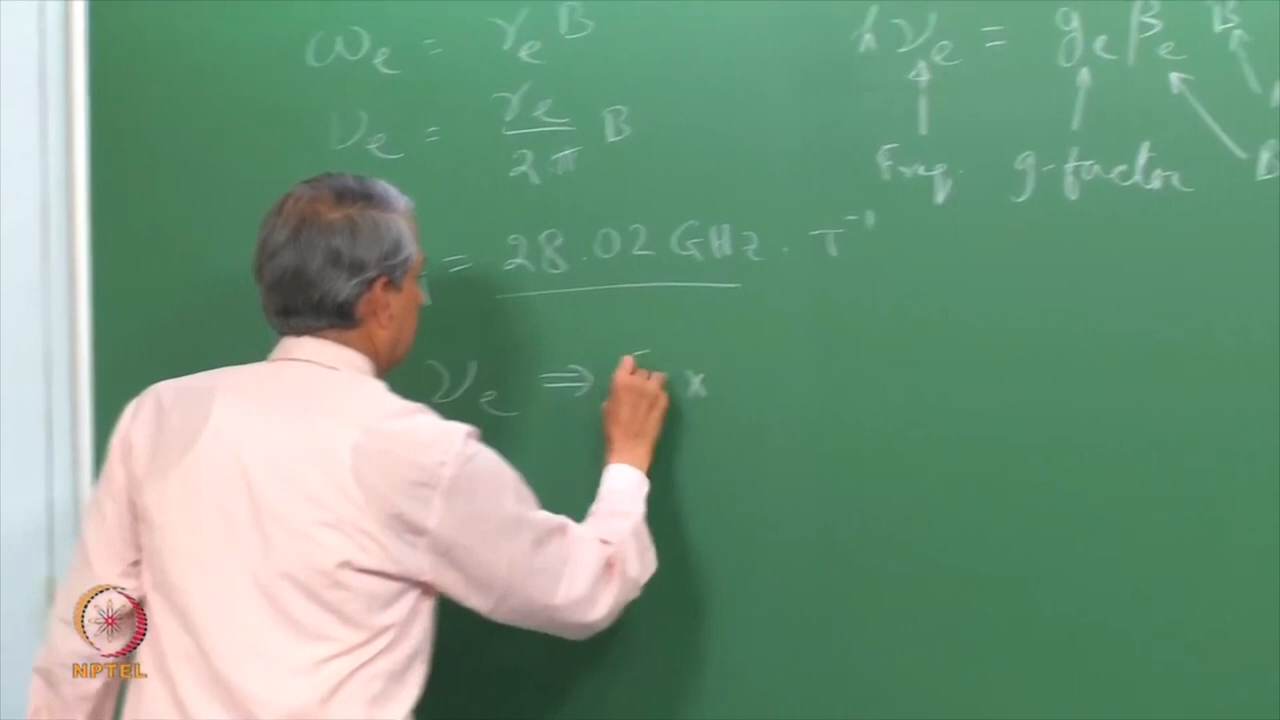 ωₑ = γₑ B
νₑ = γₑ / 2π B
= 28.02 GHz . T⁻¹
νₑ ⇒ x
hνₑ = gₑ βₑ B
Freq. g-factor
NPTEL